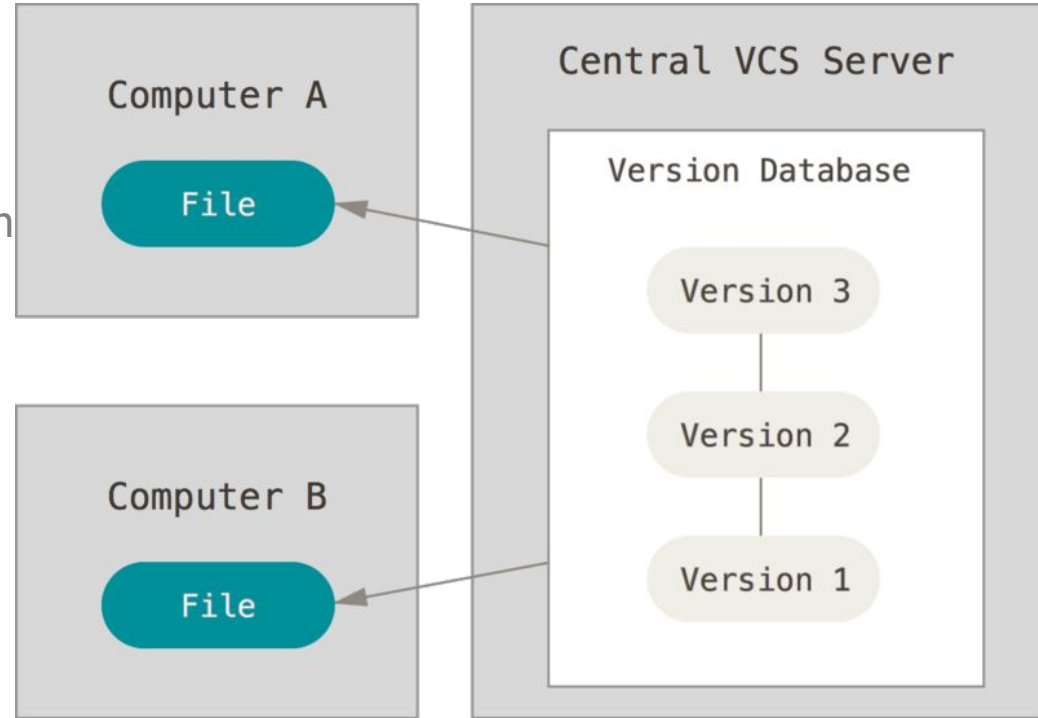 Computer A
File
n
Computer B
File
Central VCS Server
Version Database
Version 3
Version 2
Version 1